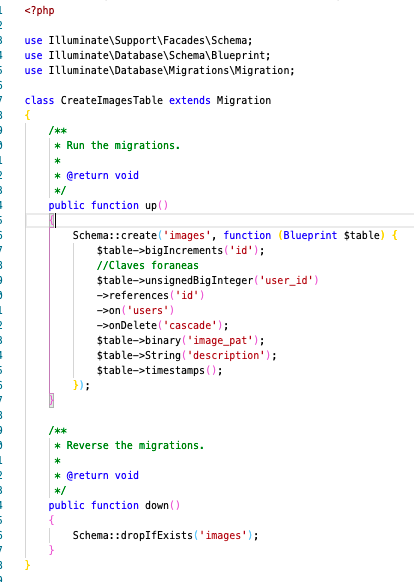 <?php
use Illuminate\Support\Facades\Schema;
use Illuminate\Database\Schema\Blueprint;
use Illuminate\Database\Migrations\Migration;
class CreateImagesTable extends Migration
{
/**
* Run the migrations.
*
* @return void
*/
public function up()
{
Schema::create('images', function (Blueprint $table) {
$table->bigIncrements('id');
//Claves foraneas
$table->unsignedBigInteger('user_id')
->references('id')
->on('users')
->onDelete('cascade');
$table->binary('image_pat');
$table->String('description');
$table->timestamps();
});
}
/**
* Reverse the migrations.
*
* @return void
*/
public function down()
{
Schema::dropIfExists('images');
}
}